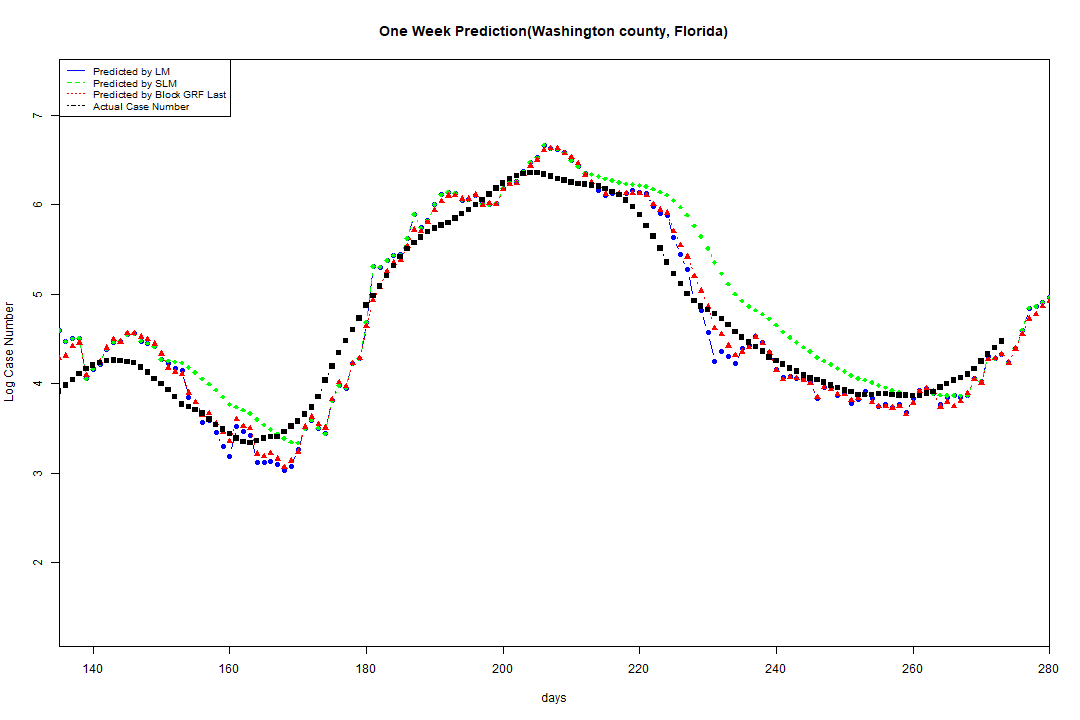 One Week Prediction(Washington county, Florida)
Predicted by LM
Predicted by SLM
Predicted by Block GRF Last
Actual Case Number
7
6
5
4
3
2
Log Case Number
140 160 180 200 220 240 260 280
days